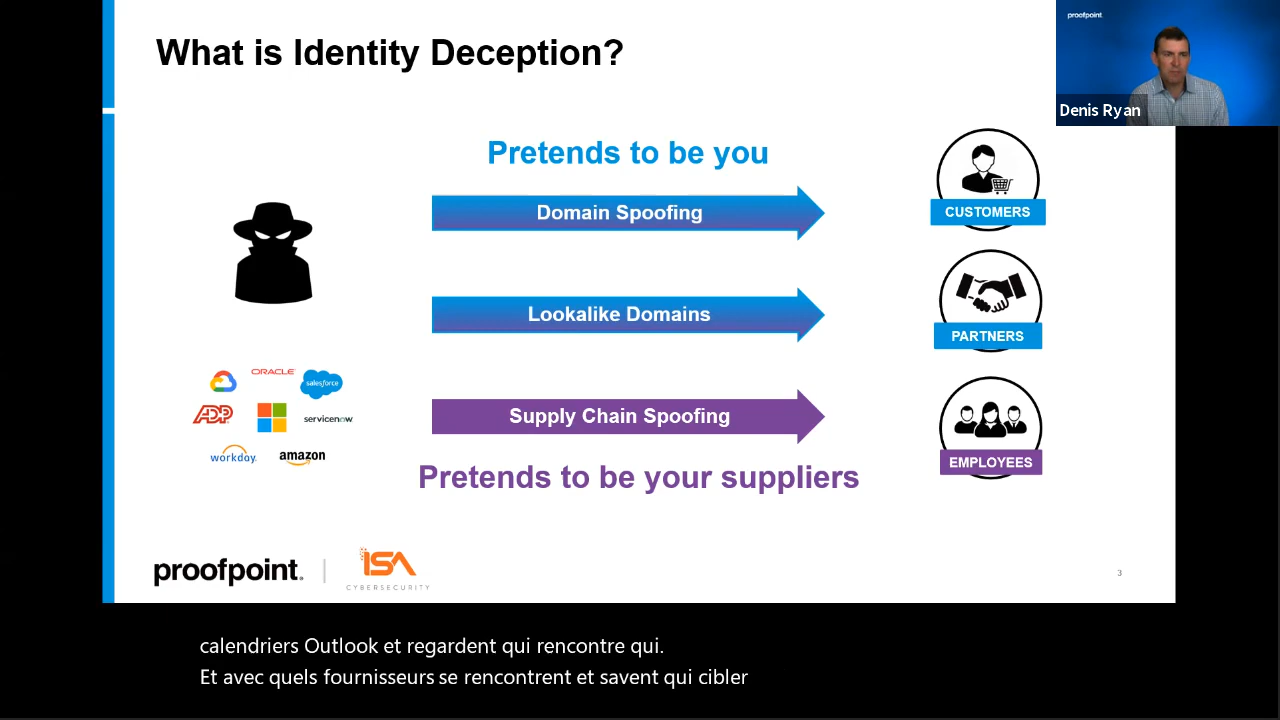 What is Identity Deception?
proofpoint
Denis Ryan
Pretends to be you
Domain Spoofing
CUSTOMERS
Lookalike Domains
PARTNERS
ORACLE
salesforce
ADP
servicenow
workday.
amazon
Supply Chain Spoofing
EMPLOYEES
Pretends to be your suppliers
proofpoint.
ISA
CYBERSECURITY
3
calendriers Outlook et regardent qui rencontre qui.
Et avec quels fournisseurs se rencontrent et savent qui cibler